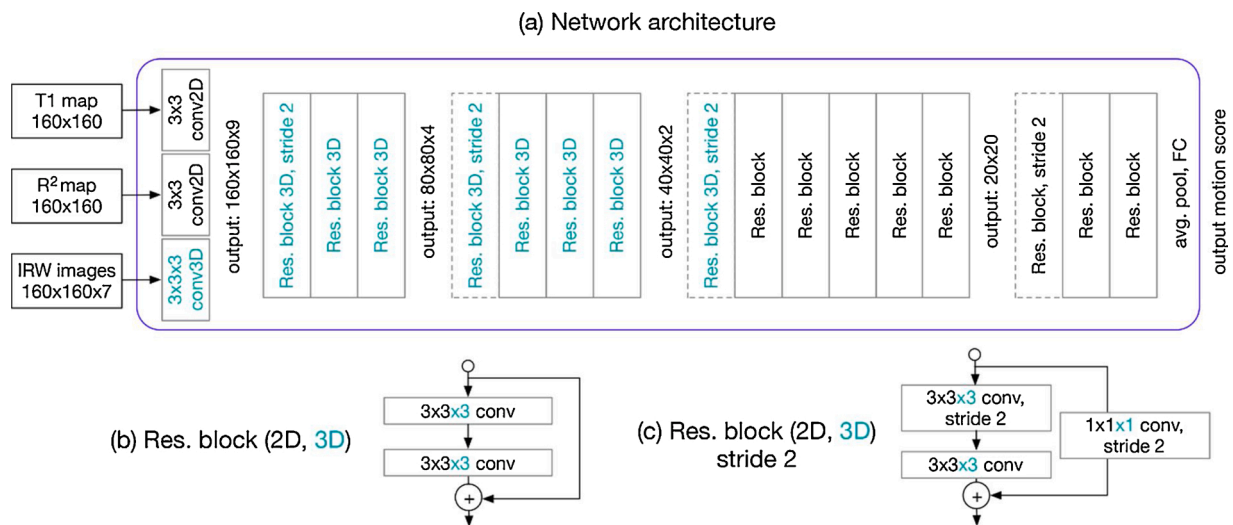 (a) Network architecture
T1 map
160x160
R² map
160x160
IRW images
160x160x7
3x3
conv2D
3x3
conv2D
3x3x3
conv3D
output: 160x160x9
Res. block 3D, stride 2
Res. block 3D
Res. block 3D
output: 80x80x4
Res. block 3D, stride 2
Res. block 3D
Res. block 3D
Res. block 3D
output: 40x40x2
Res. block 3D, stride 2
Res. block
Res. block
Res. block
Res. block
Res. block
output: 20x20
Res. block, stride 2
Res. block
Res. block
avg. pool, FC
output motion score
(b) Res. block (2D, 3D)
3x3x3 conv
3x3x3 conv
+
(c) Res. block (2D, 3D)
stride 2
3x3x3 conv,
stride 2
3x3x3 conv
1x1x1 conv,
stride 2
+